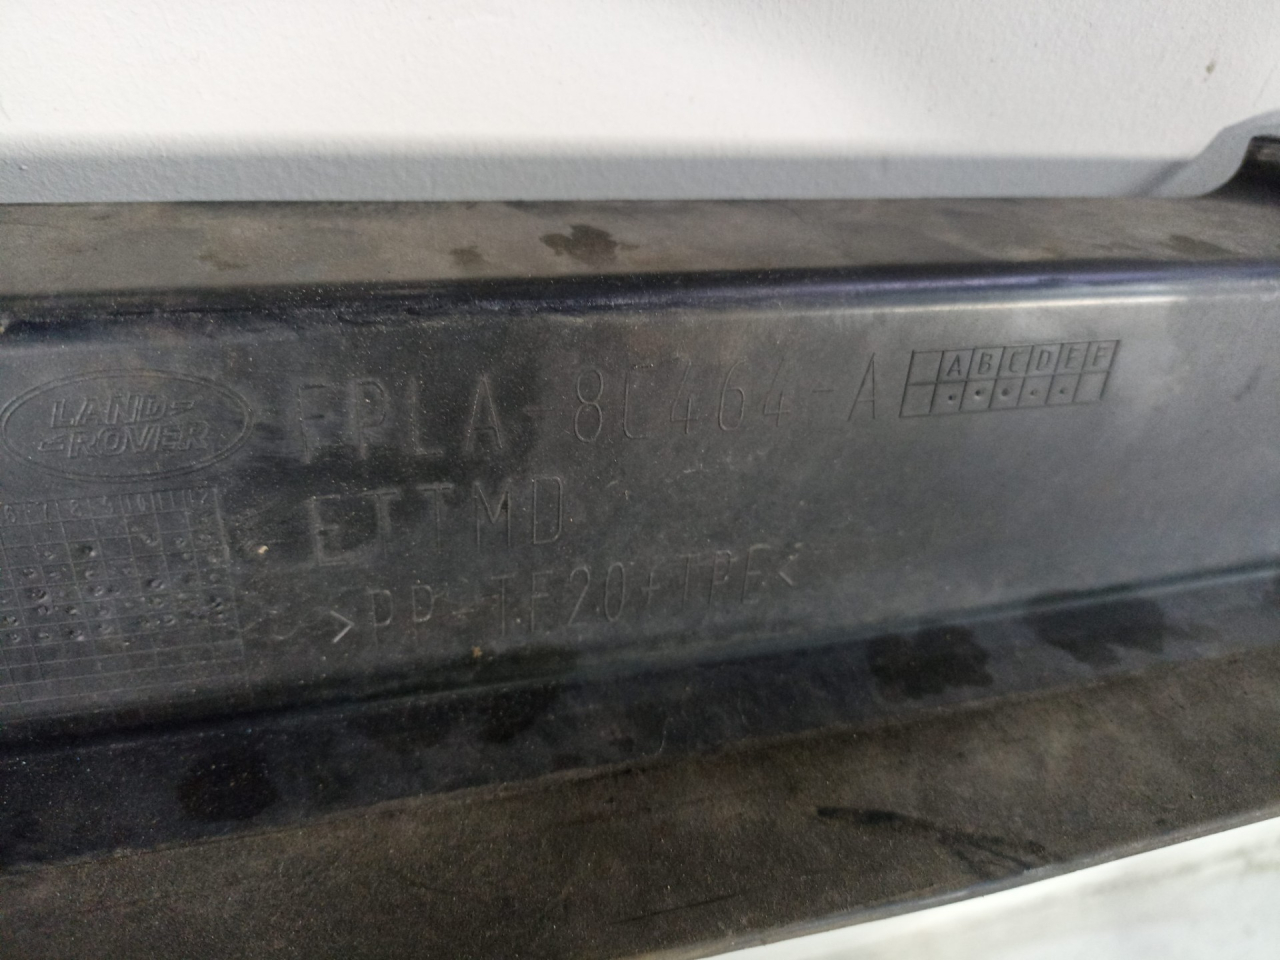 LAND
ROVER
FPLA-8C464-A
A B C D E F
ETTMD
>PP-TF20+TPE<